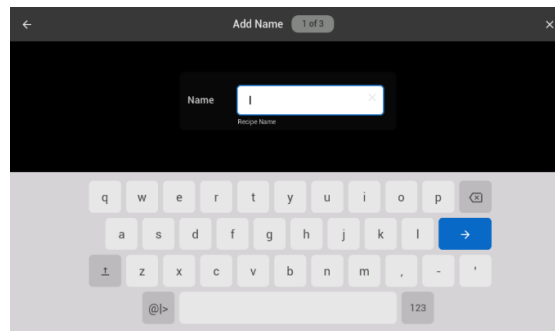 ← Add Name 1 of 3 ×
Name
Recipe Name
q w e r t y u i o p
a s d f g h j k l →
z x c v b n m , - '
@|> 123